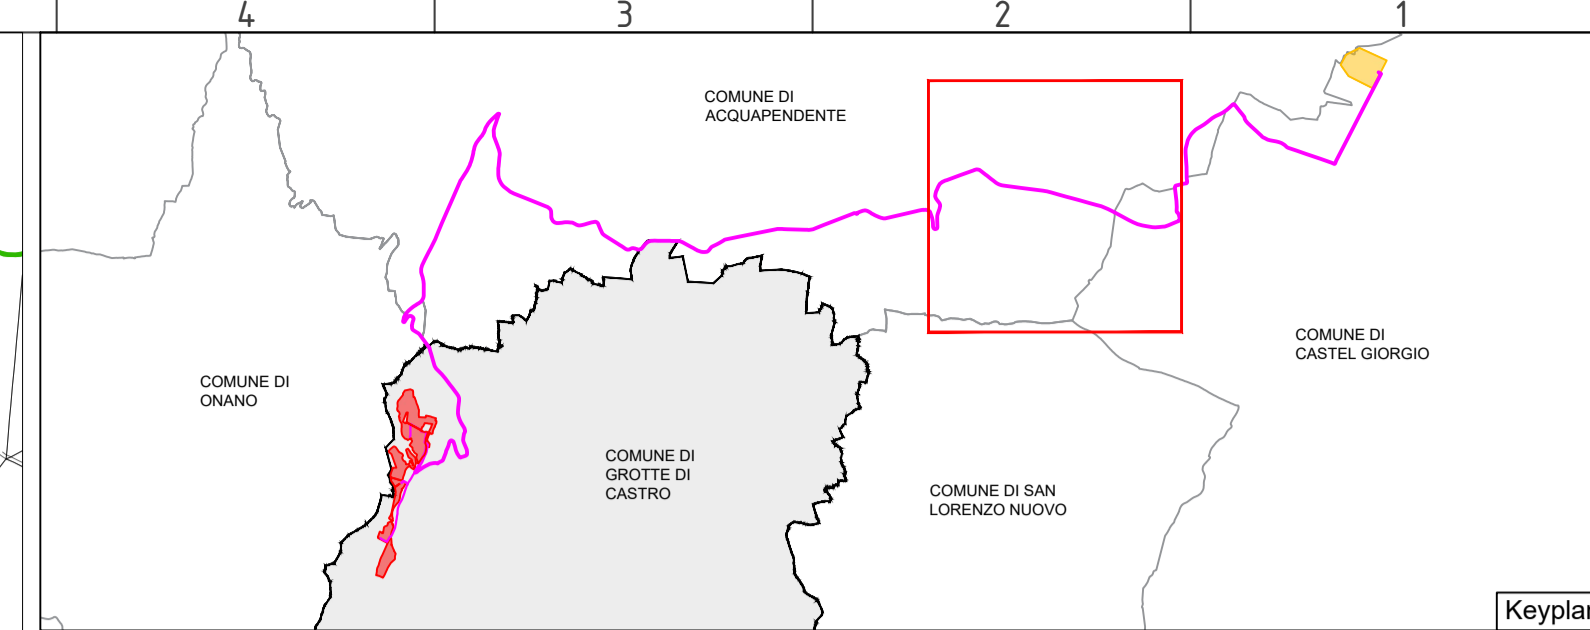 4 3 2 1
COMUNE DI
ACQUAPENDENTE
COMUNE DI
CASTEL GIORGIO
COMUNE DI
ONANO
COMUNE DI
GROTTE DI
CASTRO
COMUNE DI SAN
LORENZO NUOVO
Keyplan